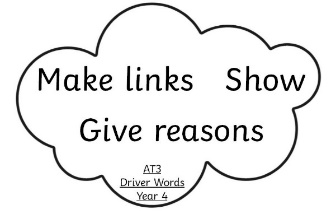 Make links Show
Give reasons
AT3
Driver Words
Year 4